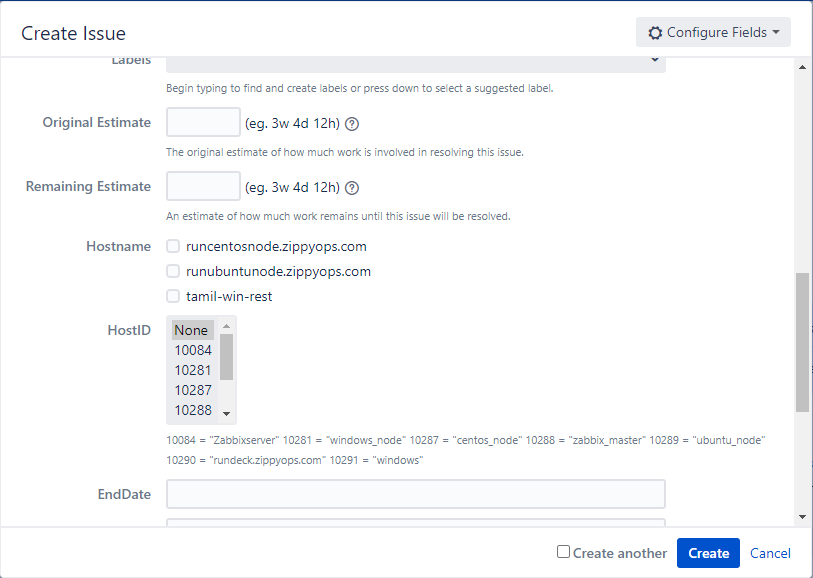 Create Issue
Configure Fields
Labels
Begin typing to find and create labels or press down to select a suggested label.
Original Estimate (eg. 3w 4d 12h)
The original estimate of how much work is involved in resolving this issue.
Remaining Estimate (eg. 3w 4d 12h)
An estimate of how much work remains until this issue will be resolved.
Hostname runcentosnode.zippyops.com
runubuntunode.zippyops.com
tamil-win-rest
HostID None
10084
10281
10287
10288
10084 = "Zabbixserver" 10281 = "windows_node" 10287 = "centos_node" 10288 = "zabbix_master" 10289 = "ubuntu_node"
10290 = "rundeck.zippyops.com" 10291 = "windows"
EndDate
Create another Create Cancel